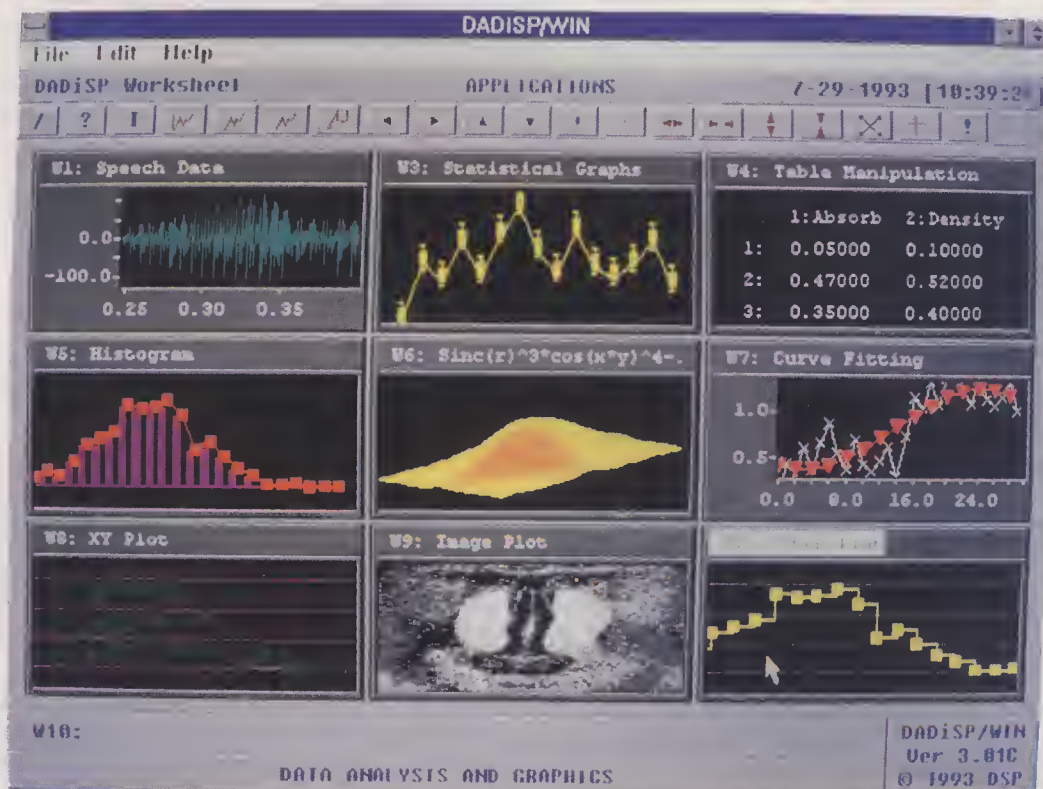 DADiSP/WIN
File Edit Help
DADiSP Worksheet APPLICATIONS 7-29-1993 [10:39:2
/ ? I
W1: Speech Data
0.0
-100.0
0.25 0.30 0.35
W3: Statistical Graphs
W4: Table Manipulation
1:Absorb 2:Density
1: 0.05000 0.10000
2: 0.47000 0.52000
3: 0.35000 0.40000
W5: Histogram
W6: Sinc(r)^3*cos(x*y)^4-.
W7: Curve Fitting
1.0
0.5
0.0 8.0 16.0 24.0
W8: XY Plot
W9: Image Plot
W10:
DATA ANALYSIS AND GRAPHICS
DADiSP/WIN
Ver 3.01C
© 1993 DSP